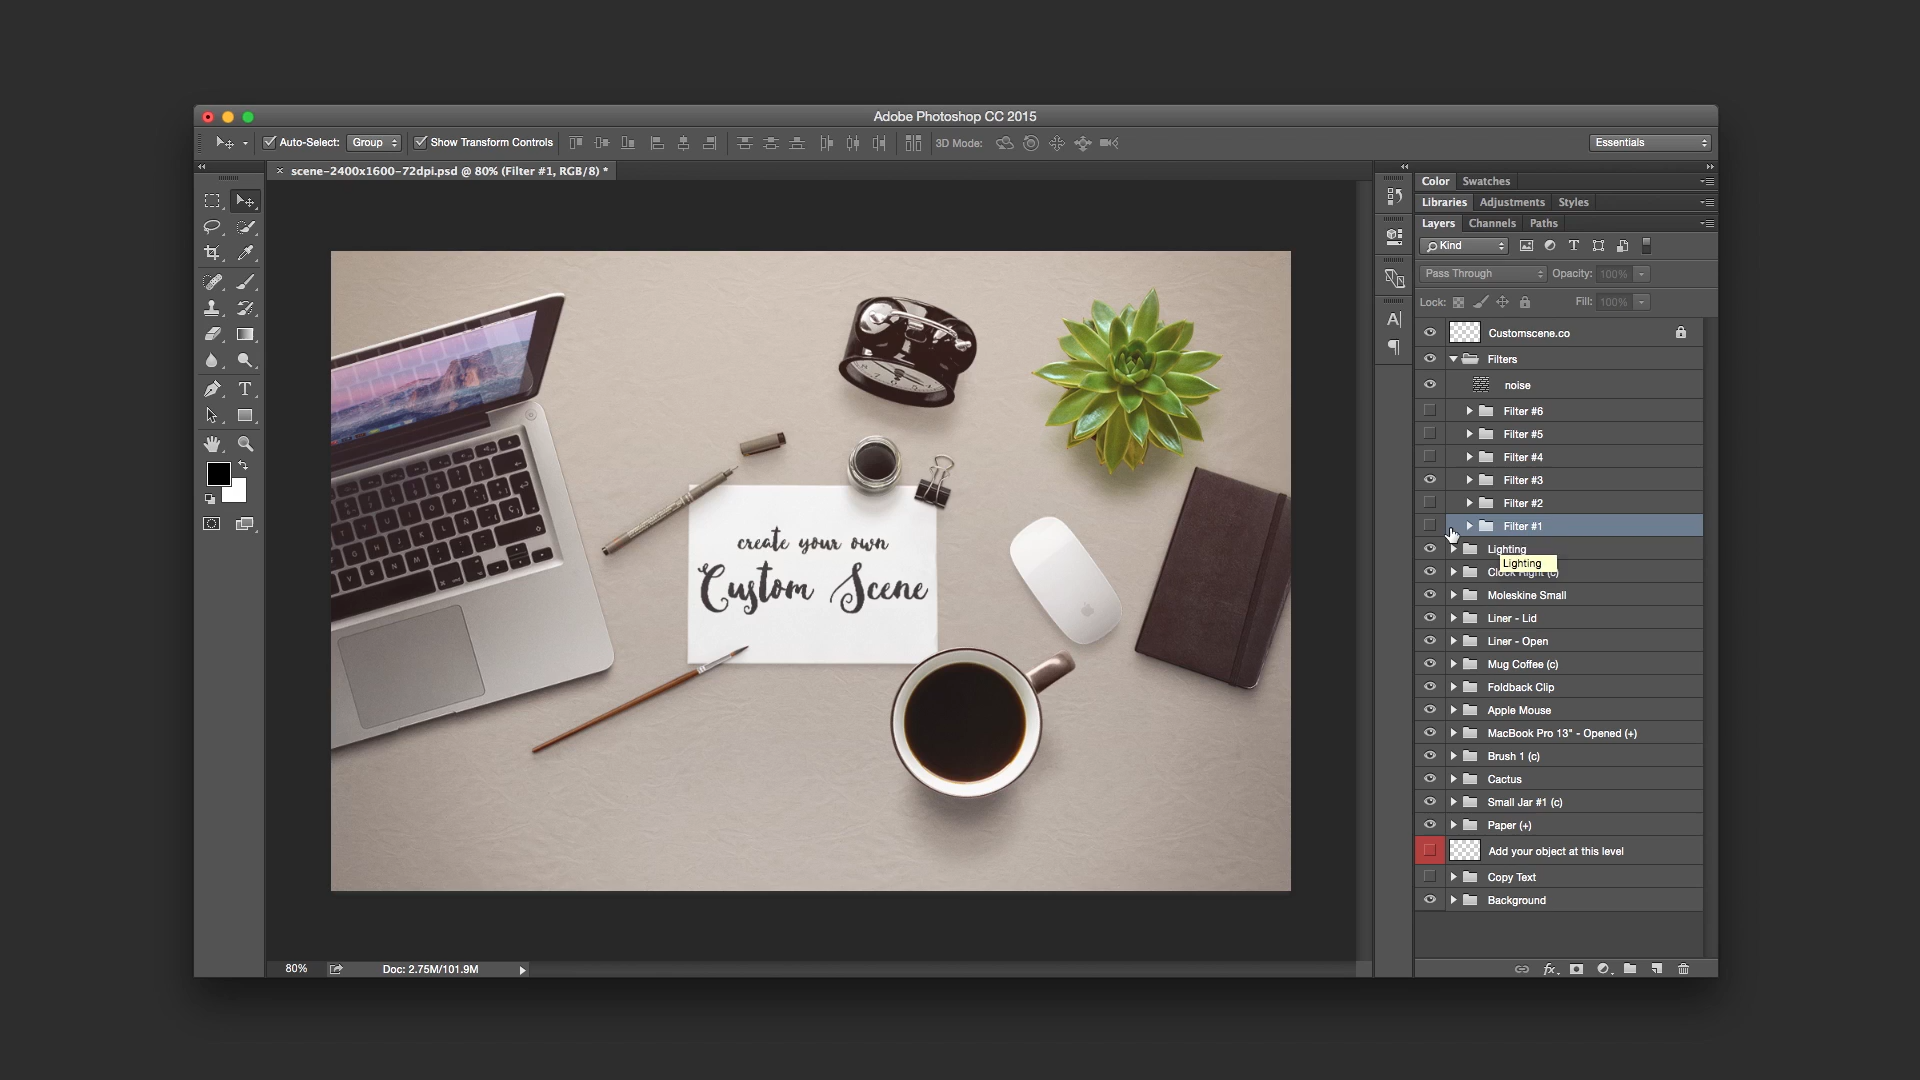 Adobe Photoshop CC 2015
Auto-Select: Group Show Transform Controls 3D Mode: Essentials
× scene-2400x1600-72dpi.psd @ 80% (Filter #1, RGB/8) *
Color Swatches
Libraries Adjustments Styles
Layers Channels Paths
Kind
Pass Through Opacity: 100%
Lock: Fill: 100%
Customscene.co
Filters
noise
Filter #6
Filter #5
Filter #4
Filter #3
Filter #2
Filter #1
Lighting
Lighting
Clock Right (c)
Moleskine Small
Liner - Lid
Liner - Open
Mug Coffee (c)
Foldback Clip
Apple Mouse
MacBook Pro 13" - Opened (+)
Brush 1 (c)
Cactus
Small Jar #1 (c)
Paper (+)
Add your object at this level
Copy Text
Background
create your own
Custom Scene
80% Doc: 2.75M/101.9M